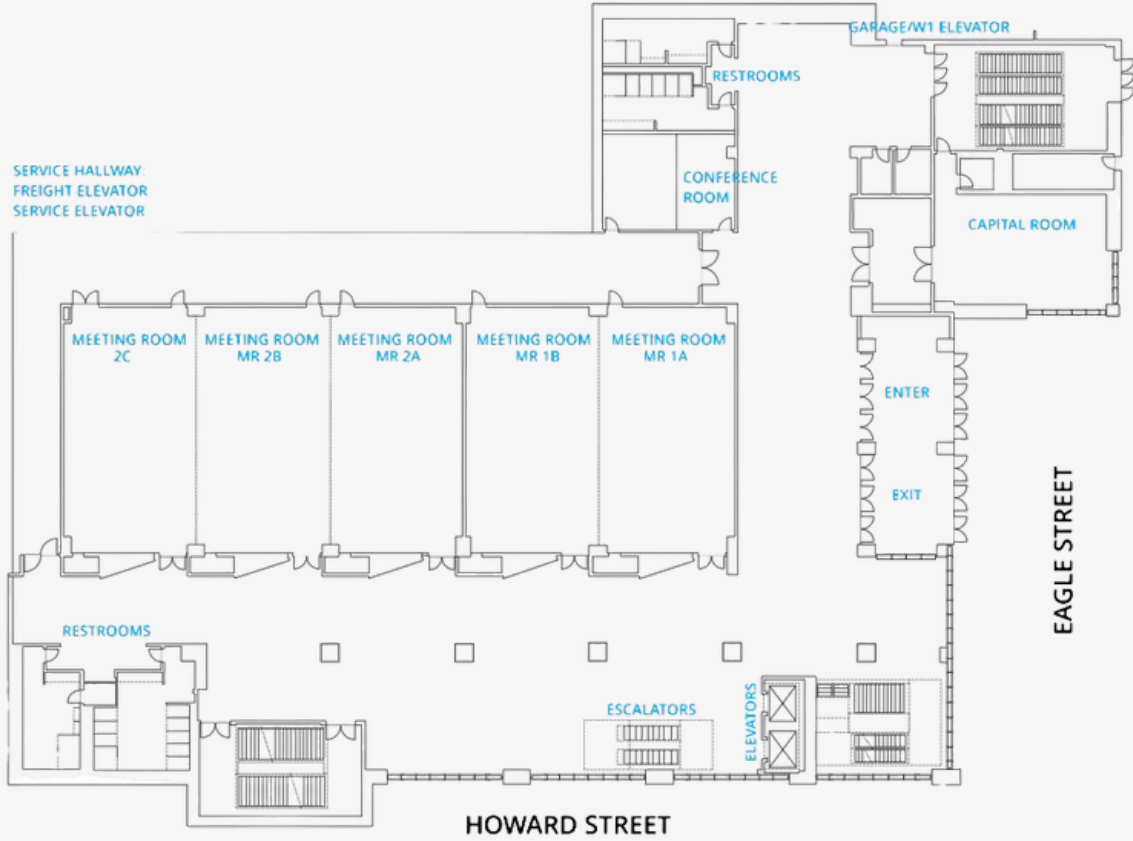 GARAGE/W1 ELEVATOR
RESTROOMS
SERVICE HALLWAY:
FREIGHT ELEVATOR
SERVICE ELEVATOR
CONFERENCE
ROOM
CAPITAL ROOM
MEETING ROOM
2C
MEETING ROOM
MR 2B
MEETING ROOM
MR 2A
MEETING ROOM
MR 1B
MEETING ROOM
MR 1A
ENTER
EXIT
EAGLE STREET
RESTROOMS
ESCALATORS
ELEVATORS
HOWARD STREET